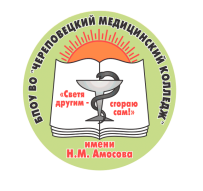 БПОУ ВО "ЧЕРЕПОВЕЦКИЙ МЕДИЦИНСКИЙ КОЛЛЕДЖ"
«Светя другим -
сгораю сам!»
имени
Н.М. Амосова